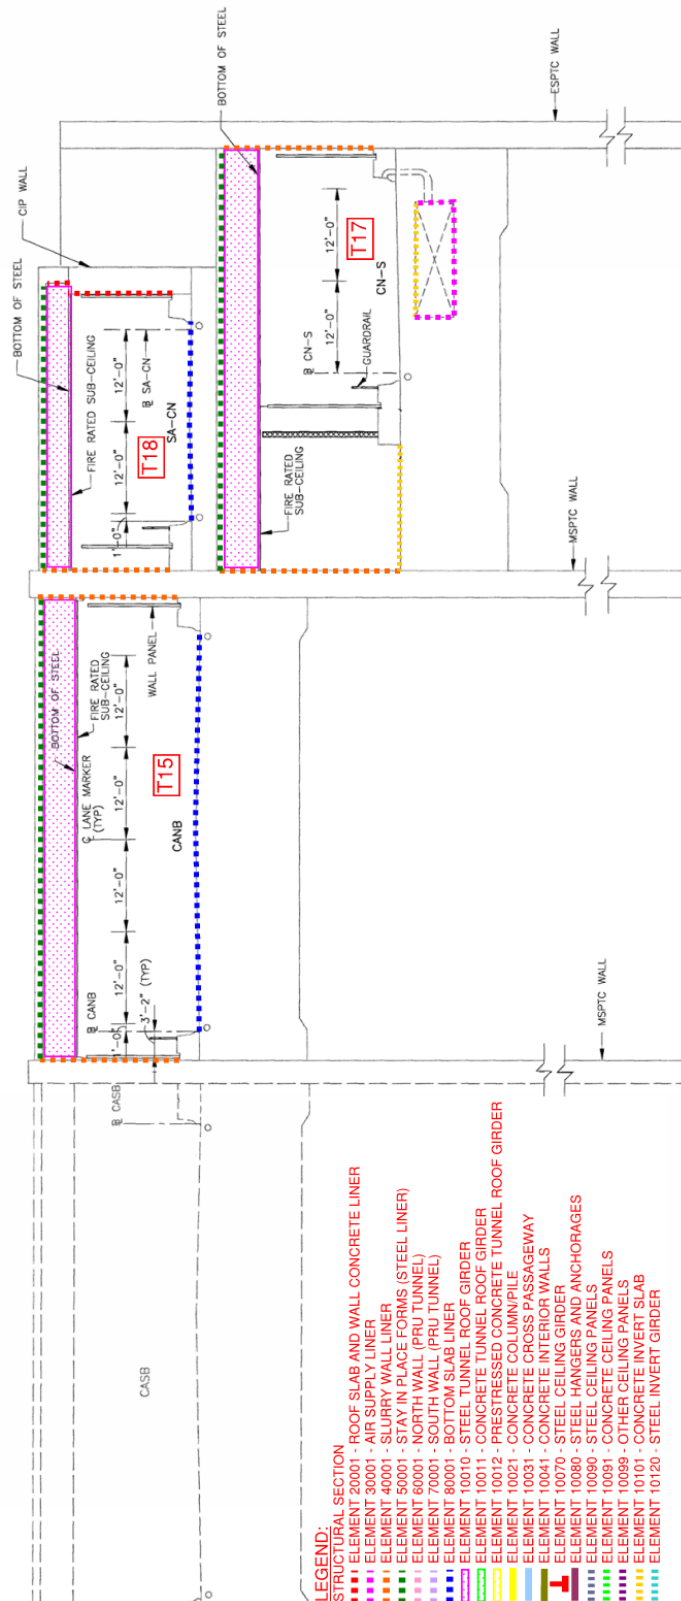 BOTTOM OF STEEL
CIP WALL
BOTTOM OF STEEL
ESPTC WALL
FIRE RATED SUB-CEILING
12'-0"
12'-0"
1'-0"
SA-CN
SA-CN
T18
12'-0"
12'-0"
T17
CN-S
CN-S
GUARDRAIL
FIRE RATED
SUB-CEILING
MSPTC WALL
BOTTOM OF STEEL
FIRE RATED
SUB-CEILING
WALL PANEL
LANE MARKER
(TYP)
12'-0"
12'-0"
12'-0"
12'-0"
1'-0"
3'-2" (TYP)
T15
CANB
CANB
MSPTC WALL
CASB
CASB
LEGEND:
STRUCTURAL SECTION
ELEMENT 20001 - ROOF SLAB AND WALL CONCRETE LINER
ELEMENT 30001 - AIR SUPPLY LINER
ELEMENT 40001 - SLURRY WALL LINER
ELEMENT 50001 - STAY IN PLACE FORMS (STEEL LINER)
ELEMENT 60001 - NORTH WALL (PRU TUNNEL)
ELEMENT 70001 - SOUTH WALL (PRU TUNNEL)
ELEMENT 80001 - BOTTOM SLAB LINER
ELEMENT 10010 - STEEL TUNNEL ROOF GIRDER
ELEMENT 10011 - CONCRETE TUNNEL ROOF GIRDER
ELEMENT 10012 - PRESTRESSED CONCRETE TUNNEL ROOF GIRDER
ELEMENT 10021 - CONCRETE COLUMN/PILE
ELEMENT 10031 - CONCRETE CROSS PASSAGEWAY
ELEMENT 10041 - CONCRETE INTERIOR WALLS
ELEMENT 10070 - STEEL CEILING GIRDER
ELEMENT 10080 - STEEL HANGERS AND ANCHORAGES
ELEMENT 10090 - STEEL CEILING PANELS
ELEMENT 10091 - CONCRETE CEILING PANELS
ELEMENT 10099 - OTHER CEILING PANELS
ELEMENT 10101 - CONCRETE INVERT SLAB
ELEMENT 10120 - STEEL INVERT GIRDER